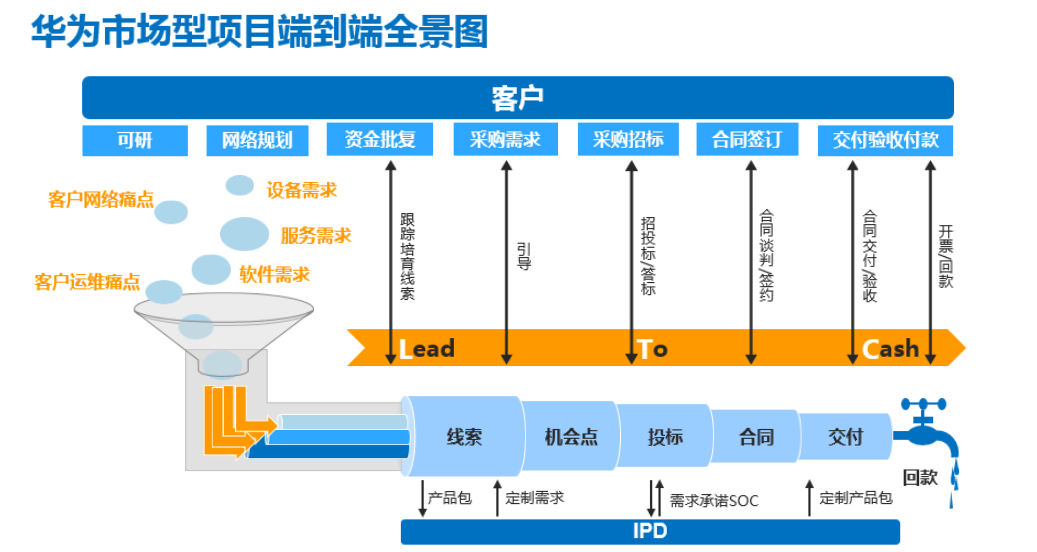 华为市场型项目端到端全景图
客户
可研
网络规划
资金批复
采购需求
采购招标
合同签订
交付验收付款
设备需求
客户网络痛点
服务需求
软件需求
客户运维痛点
跟踪培育线索
引导
招投标/答标
合同谈判/签约
合同交付/验收
开票/回款
Lead
To
Cash
线索
机会点
投标
合同
交付
回款
产品包
定制需求
需求承诺SOC
定制产品包
IPD